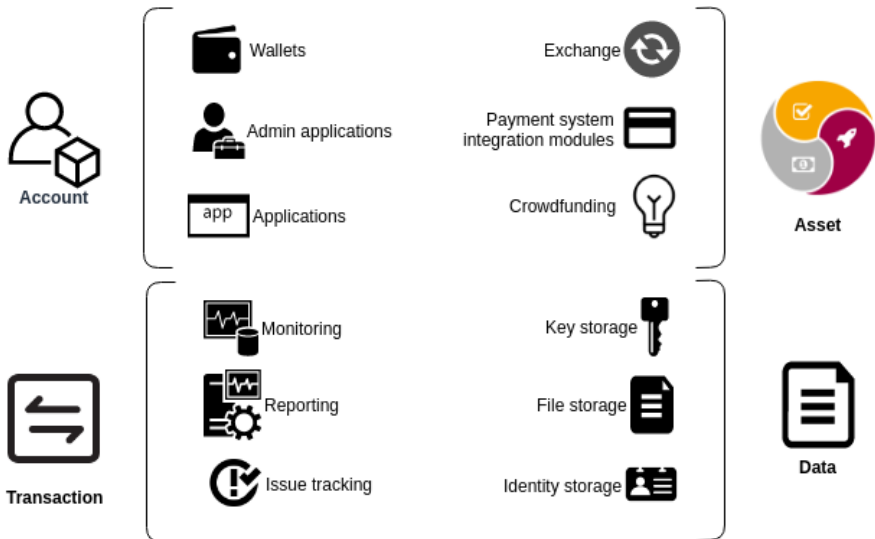 Wallets
Exchange
Admin applications
Payment system
integration modules
Account
app
Applications
Crowdfunding
Asset
Monitoring
Key storage
Reporting
File storage
Data
Transaction
Issue tracking
Identity storage